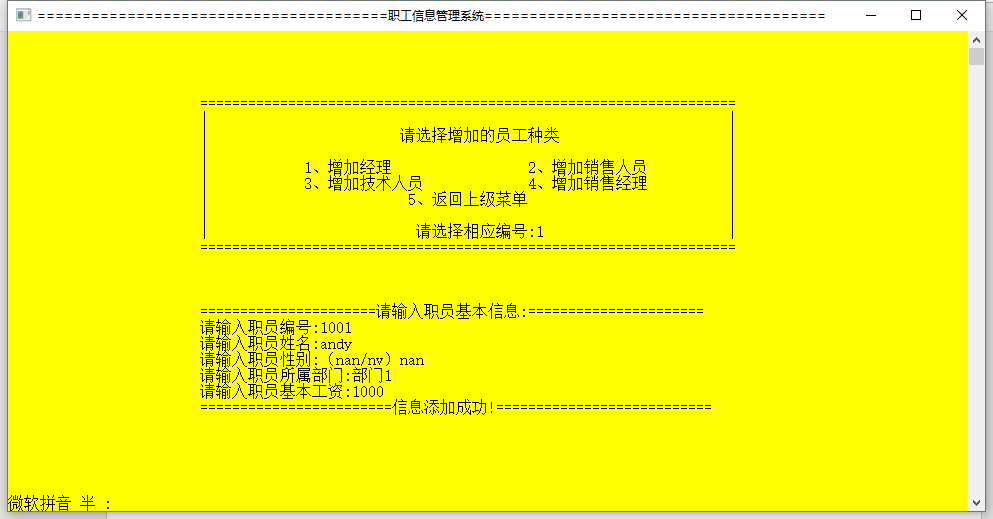 ======================================职工信息管理系统=====================================
===================================================================
请选择增加的员工种类
1、增加经理 2、增加销售人员
3、增加技术人员 4、增加销售经理
5、返回上级菜单
请选择相应编号:1
===================================================================
======================请输入职员基本信息:======================
请输入职员编号:1001
请输入职员姓名:andy
请输入职员性别:（nan/nv）nan
请输入职员所属部门:部门1
请输入职员基本工资:1000
========================信息添加成功!===========================
微软拼音 半 :